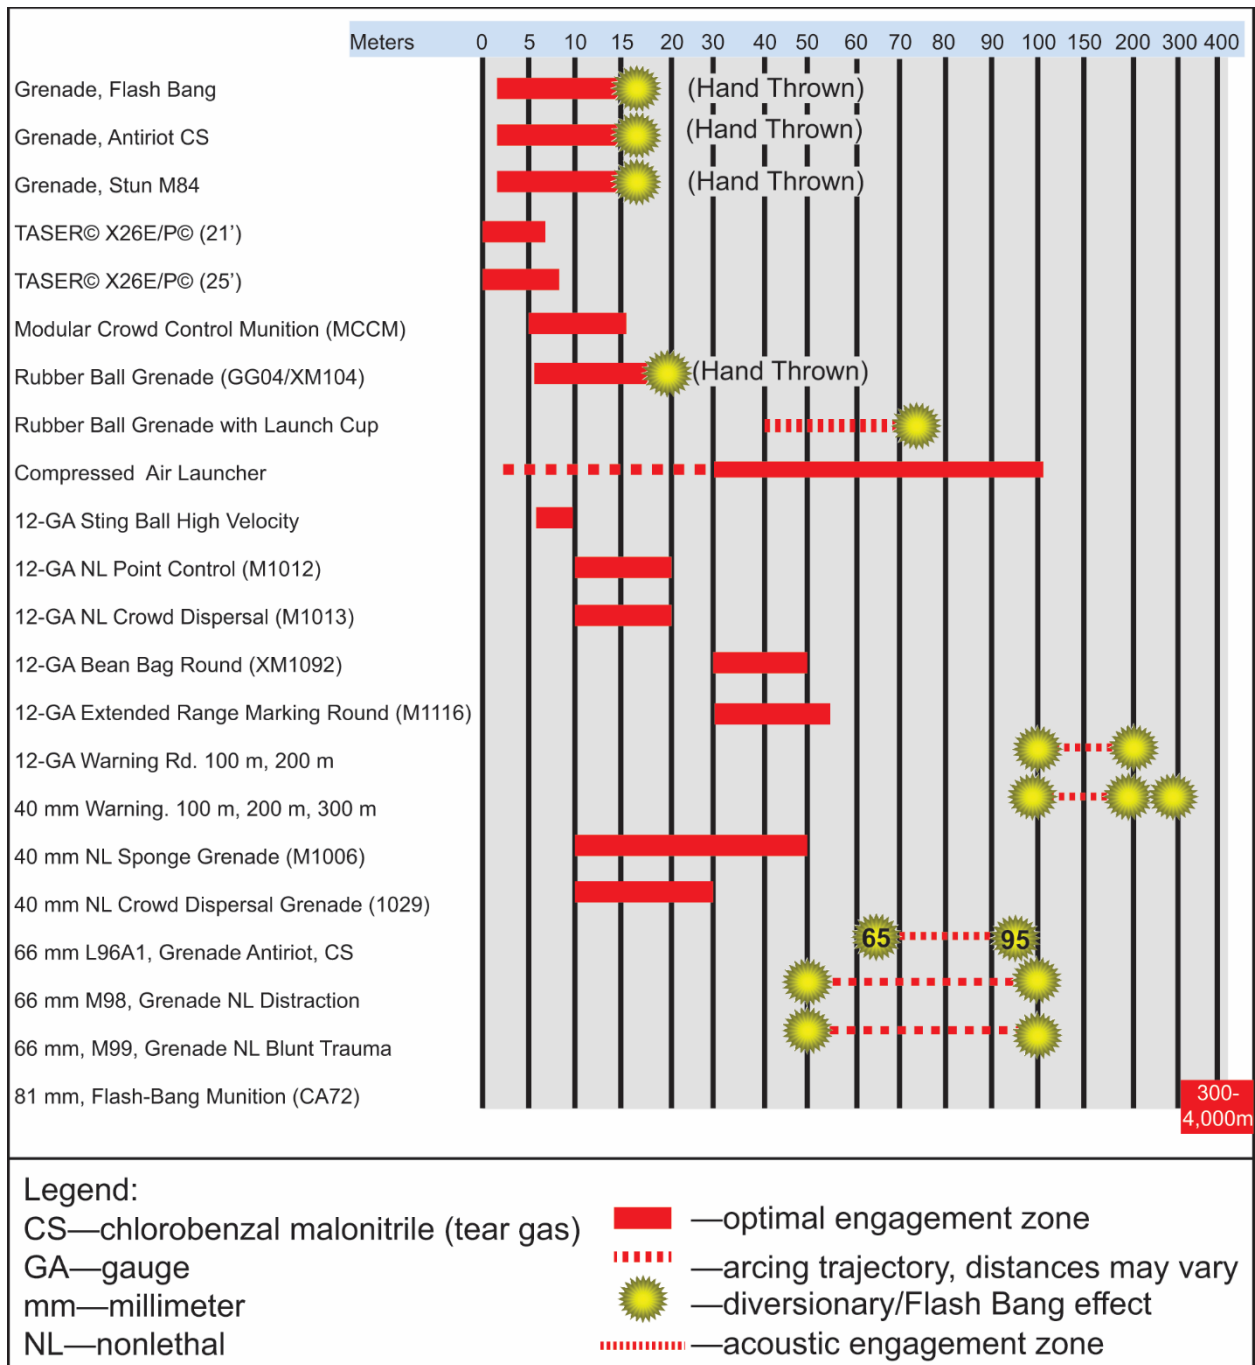 Meters 0 5 10 15 20 30 40 50 60 70 80 90 100 150 200 300 400
Grenade, Flash Bang (Hand Thrown)
Grenade, Antiriot CS (Hand Thrown)
Grenade, Stun M84 (Hand Thrown)
TASER© X26E/P© (21’)
TASER© X26E/P© (25’)
Modular Crowd Control Munition (MCCM)
Rubber Ball Grenade (GG04/XM104) (Hand Thrown)
Rubber Ball Grenade with Launch Cup
Compressed Air Launcher
12-GA Sting Ball High Velocity
12-GA NL Point Control (M1012)
12-GA NL Crowd Dispersal (M1013)
12-GA Bean Bag Round (XM1092)
12-GA Extended Range Marking Round (M1116)
12-GA Warning Rd. 100 m, 200 m
40 mm Warning. 100 m, 200 m, 300 m
40 mm NL Sponge Grenade (M1006)
40 mm NL Crowd Dispersal Grenade (1029)
66 mm L96A1, Grenade Antiriot, CS 65 95
66 mm M98, Grenade NL Distraction
66 mm, M99, Grenade NL Blunt Trauma
81 mm, Flash-Bang Munition (CA72) 300-
4,000m
Legend:
CS—chlorobenzal malonitrile (tear gas) —optimal engagement zone
GA—gauge —arcing trajectory, distances may vary
mm—millimeter —diversionary/Flash Bang effect
NL—nonlethal —acoustic engagement zone